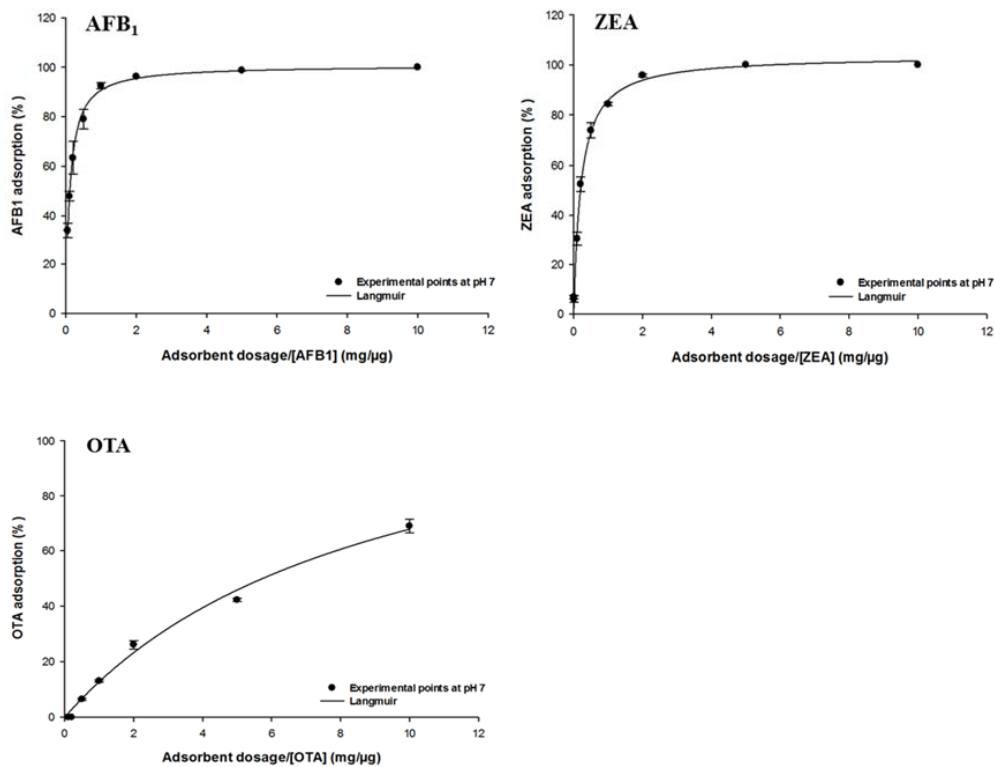 AFB₁
120
100
80
60
40
20
0
AFB1 adsorption (% )
Experimental points at pH 7
Langmuir
0 2 4 6 8 10 12
Adsorbent dosage/[AFB1] (mg/µg)
ZEA
120
100
80
60
40
20
0
ZEA adsorption (% )
Experimental points at pH 7
Langmuir
0 2 4 6 8 10 12
Adsorbent dosage/[ZEA] (mg/µg)
OTA
100
80
60
40
20
0
OTA adsorption (% )
Experimental points at pH 7
Langmuir
0 2 4 6 8 10 12
Adsorbent dosage/[OTA] (mg/µg)